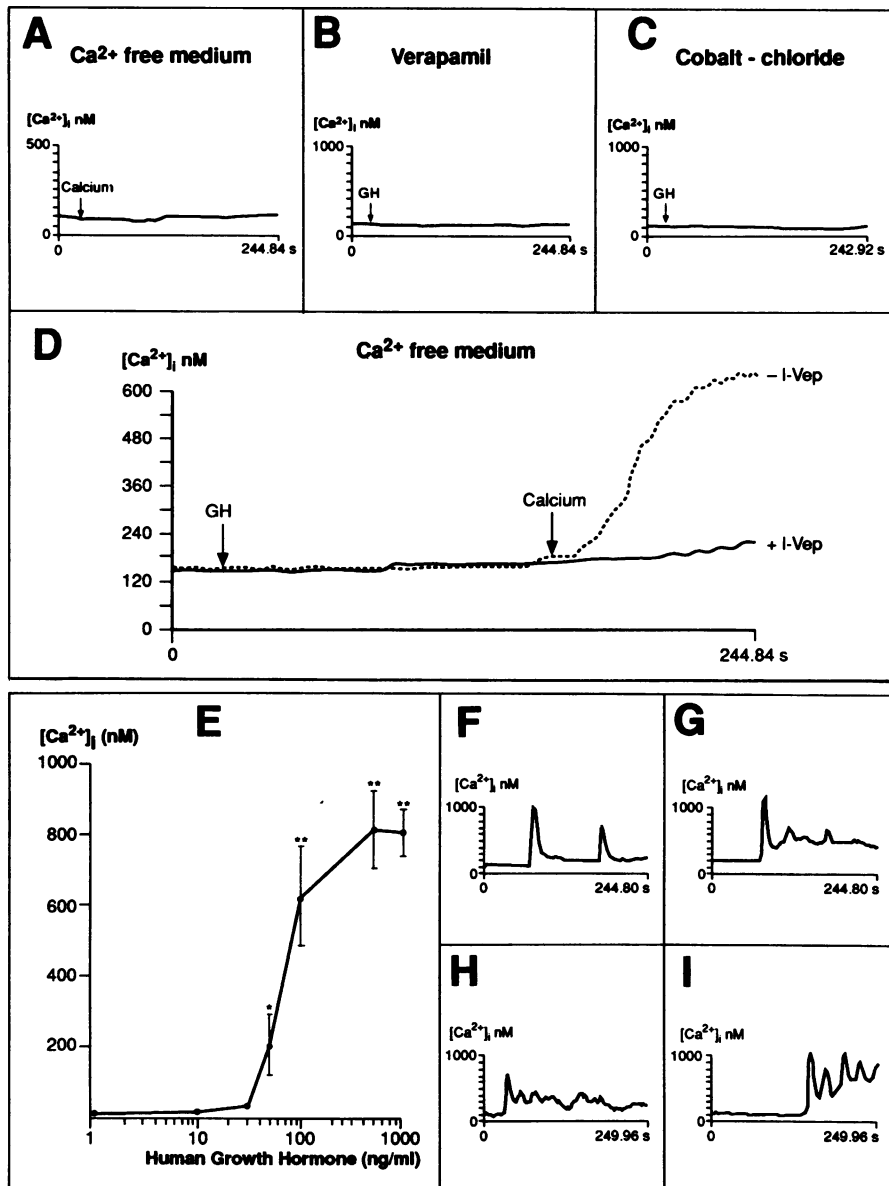 A
Ca2+ free medium
[Ca2+]i nM
500
Calcium
0
0
244.84 s
B
Verapamil
[Ca2+]i nM
1000
GH
0
0
244.84 s
C
Cobalt - chloride
[Ca2+]i nM
1000
GH
0
0
242.92 s
D
Ca2+ free medium
[Ca2+]i nM
600
480
360
240
120
0
GH
Calcium
– I-Vep
+ I-Vep
0
244.84 s
E
[Ca2+]i (nM)
1000
800
600
400
200
*
**
**
**
1
10
100
1000
Human Growth Hormone (ng/ml)
F
[Ca2+]i nM
1000
0
0
244.80 s
G
[Ca2+]i nM
1000
0
0
244.80 s
H
[Ca2+]i nM
1000
0
0
249.96 s
I
[Ca2+]i nM
1000
0
0
249.96 s